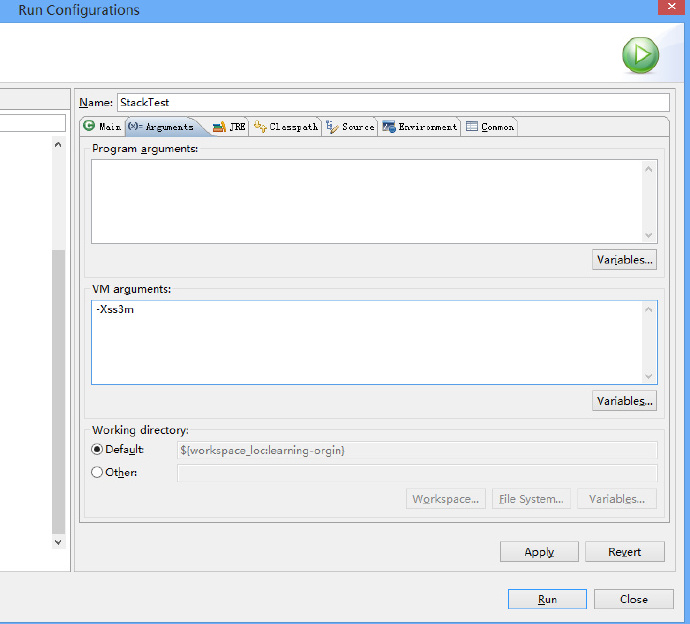 Run Configurations
Name: StackTest
Main (x)= Arguments JRE Classpath Source Environment Common
Program arguments:
Variables...
VM arguments:
-Xss3m
Variables...
Working directory:
Default: ${workspace_loc:learning-orgin}
Other:
Workspace... File System... Variables...
Apply Revert
Run Close